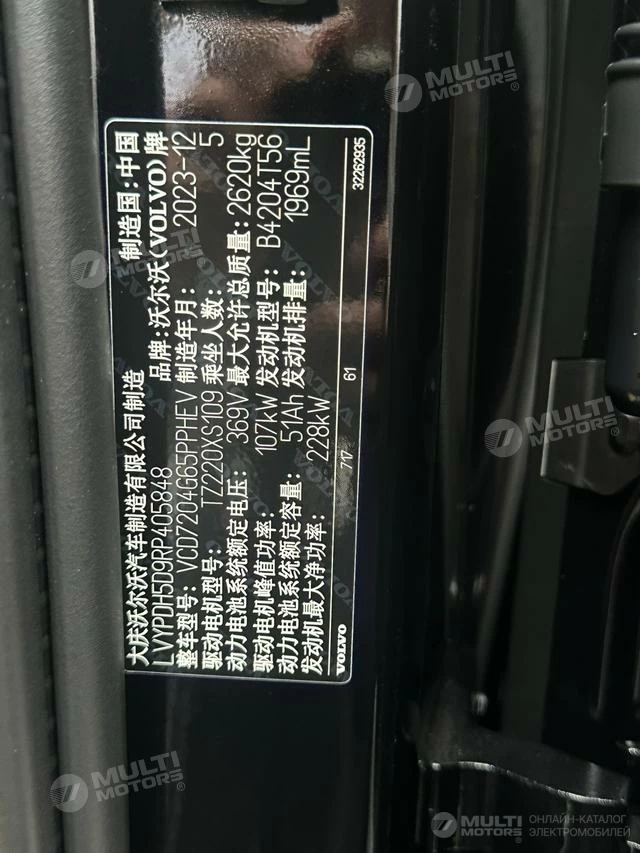 大庆沃尔沃汽车制造有限公司制造 制造国:中国
LVYPDH5D9RP405848 品牌:沃尔沃(VOLVO)牌
整车型号: VCD7204G65PPHEV 制造年月: 2023-12
驱动电机型号: TZ220XS109 乘坐人数: 5
动力电池系统额定电压: 369V 最大允许总质量: 2620kg
驱动电机峰值功率: 107kW 发动机型号: B4204T56
动力电池系统额定容量: 51Ah 发动机排量: 1969mL
发动机最大净功率: 228kW
VOLVO 717 61 32262935
MULTI MOTORS®
MULTI MOTORS®
MULTI MOTORS®
MULTI MOTORS®
MULTI MOTORS®
MULTI MOTORS® ОНЛАЙН-КАТАЛОГ ЭЛЕКТРОМОБИЛЕЙ